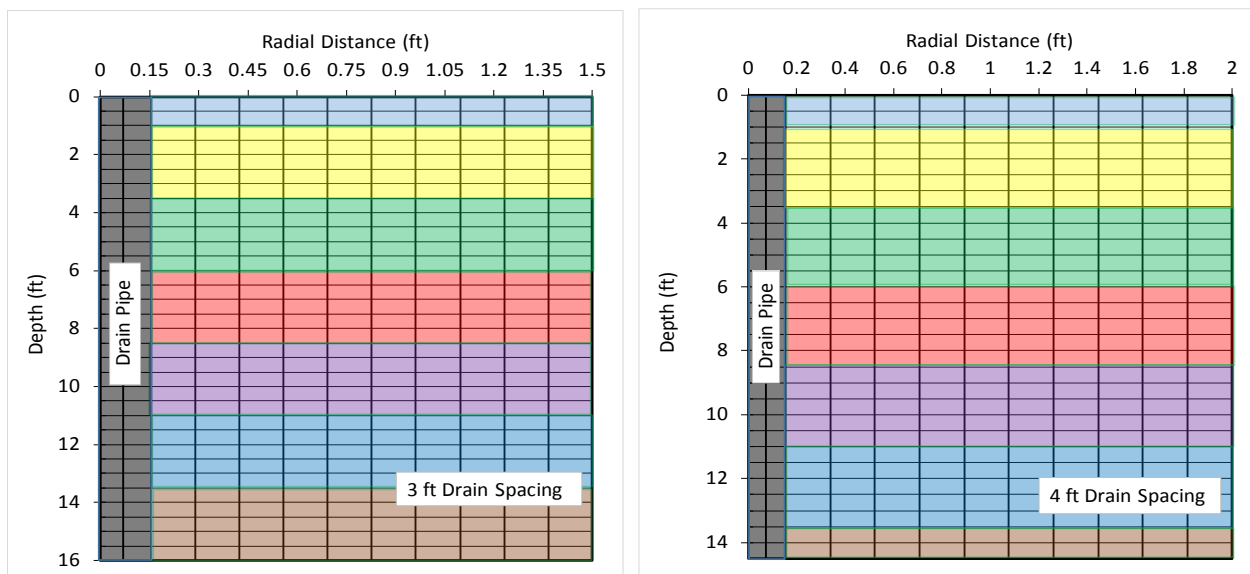 Radial Distance (ft)
0 0.15 0.3 0.45 0.6 0.75 0.9 1.05 1.2 1.35 1.5
0
2
4
6
8
10
12
14
16
Depth (ft)
Drain Pipe
3 ft Drain Spacing
Radial Distance (ft)
0 0.2 0.4 0.6 0.8 1 1.2 1.4 1.6 1.8 2
0
2
4
6
8
10
12
14
Depth (ft)
Drain Pipe
4 ft Drain Spacing